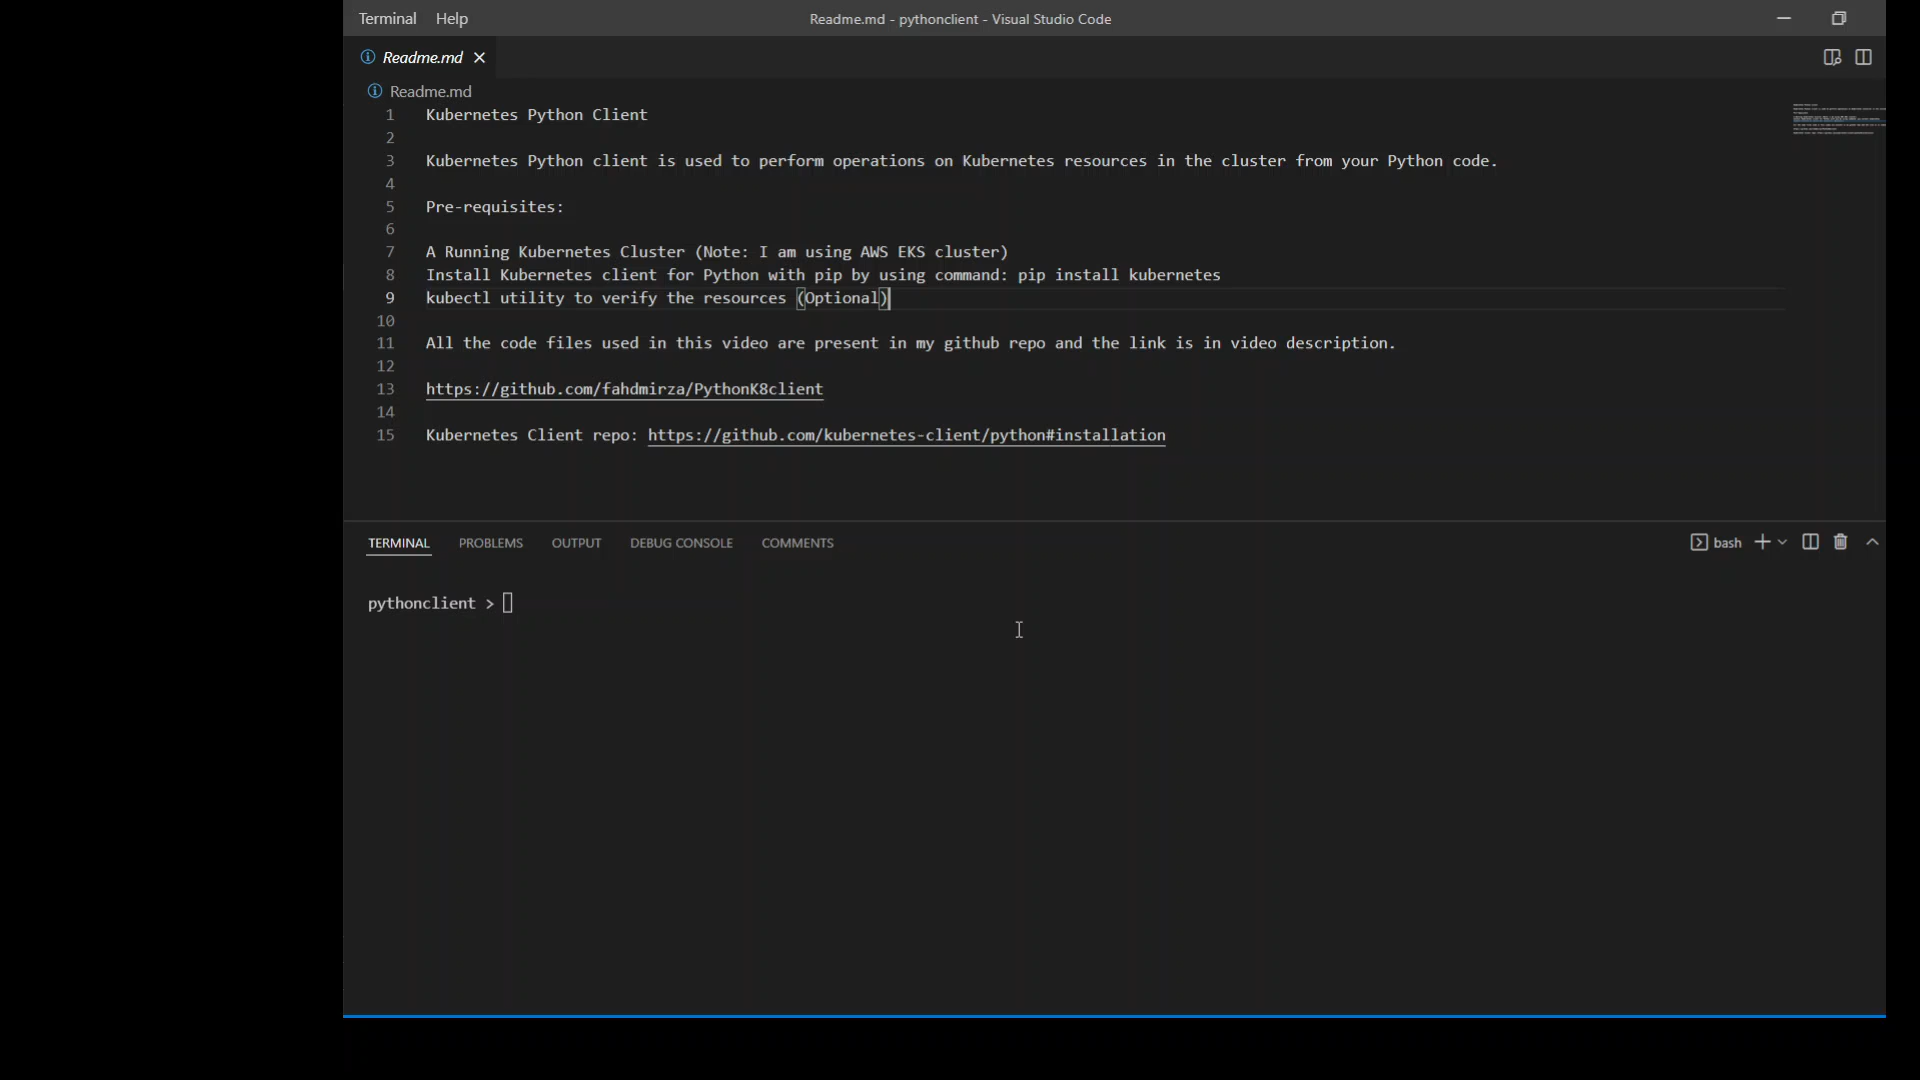 Terminal Help
Readme.md - pythonclient - Visual Studio Code
Readme.md
Readme.md
1 Kubernetes Python Client
2
3 Kubernetes Python client is used to perform operations on Kubernetes resources in the cluster from your Python code.
4
5 Pre-requisites:
6
7 A Running Kubernetes Cluster (Note: I am using AWS EKS cluster)
8 Install Kubernetes client for Python with pip by using command: pip install kubernetes
9 kubectl utility to verify the resources (Optional)
10
11 All the code files used in this video are present in my github repo and the link is in video description.
12
13 https://github.com/fahdmirza/PythonK8client
14
15 Kubernetes Client repo: https://github.com/kubernetes-client/python#installation
TERMINAL PROBLEMS OUTPUT DEBUG CONSOLE COMMENTS
bash
pythonclient >